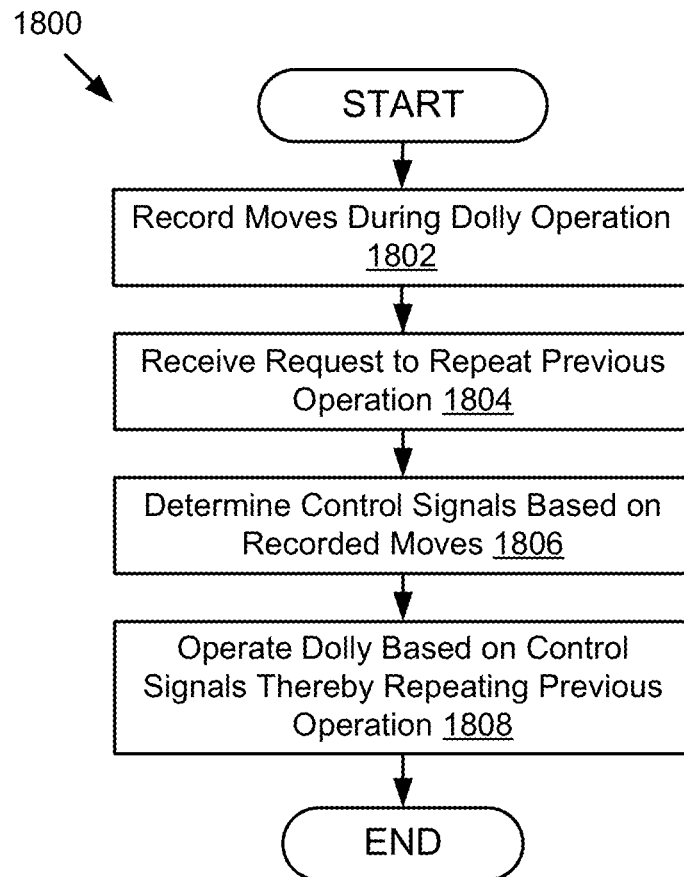 1800
START
Record Moves During Dolly Operation
1802
Receive Request to Repeat Previous
Operation 1804
Determine Control Signals Based on
Recorded Moves 1806
Operate Dolly Based on Control
Signals Thereby Repeating Previous
Operation 1808
END